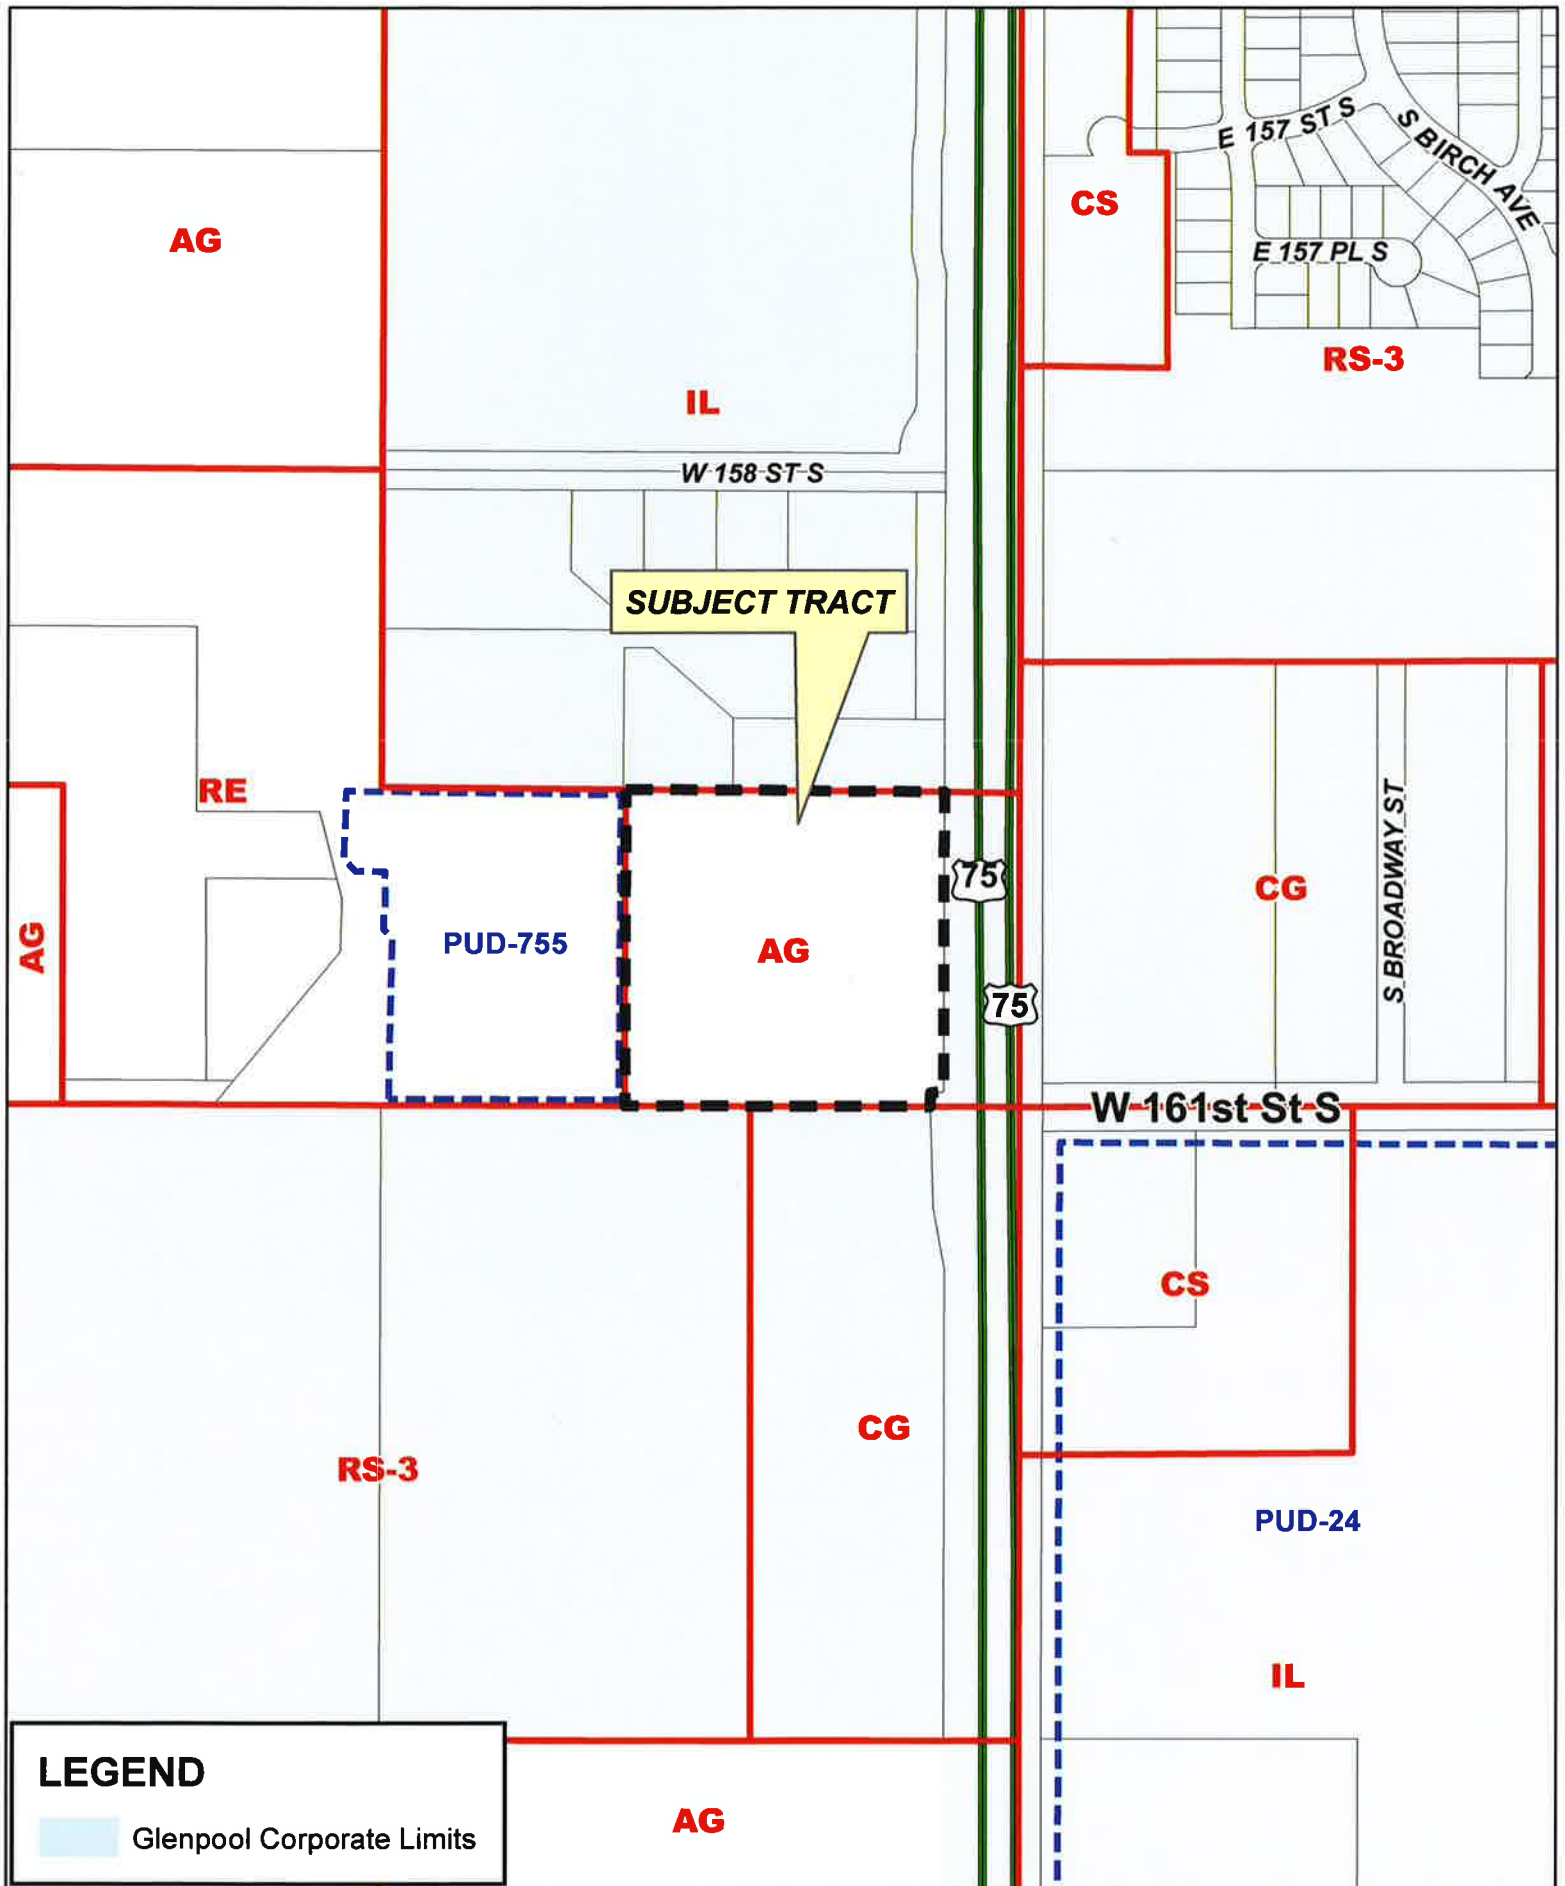 E 157 ST S
S BIRCH AVE
CS
AG
E 157 PL S
RS-3
IL
W 158 ST S
SUBJECT TRACT
RE
S BROADWAY ST
75
CG
AG
PUD-755
AG
75
W 161st St S
CS
CG
RS-3
PUD-24
IL
LEGEND
Glenpool Corporate Limits
AG